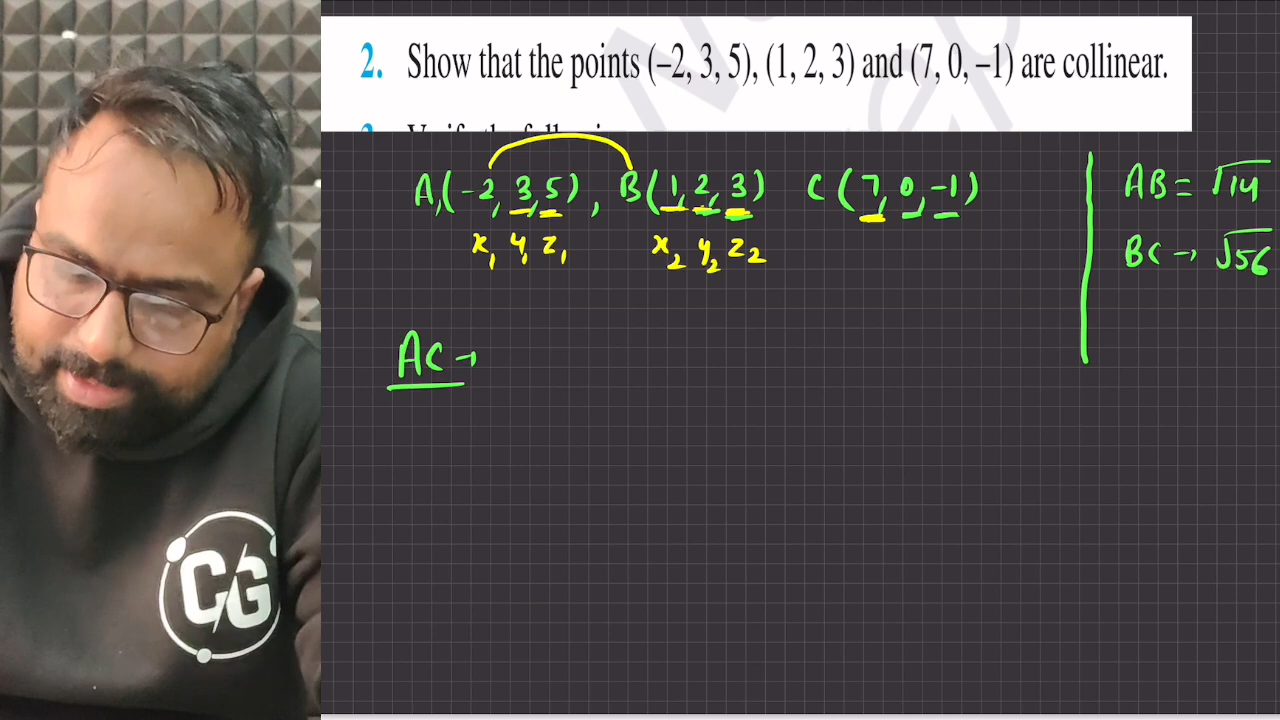 2. Show that the points (–2, 3, 5), (1, 2, 3) and (7, 0, –1) are collinear.
A(-2, 3, 5), B(1, 2, 3) C(7, 0, -1)
x₁ y₁ z₁ x₂ y₂ z₂
AB = √14
BC → √56
AC →
CG